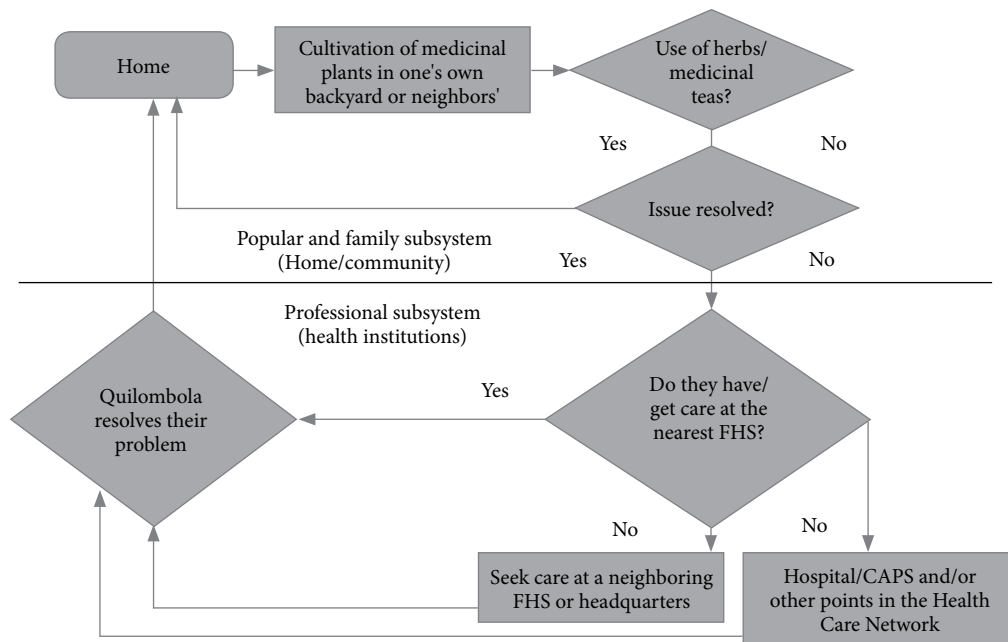 Home
Cultivation of medicinal
plants in one's own
backyard or neighbors'
Use of herbs/
medicinal
teas?
Yes
No
Issue resolved?
Popular and family subsystem
(Home/community)
Yes
No
Professional subsystem
(health institutions)
Quilombola
resolves their
problem
Yes
Do they have/
get care at the
nearest FHS?
No
No
Seek care at a neighboring
FHS or headquarters
Hospital/CAPS and/or
other points in the Health
Care Network